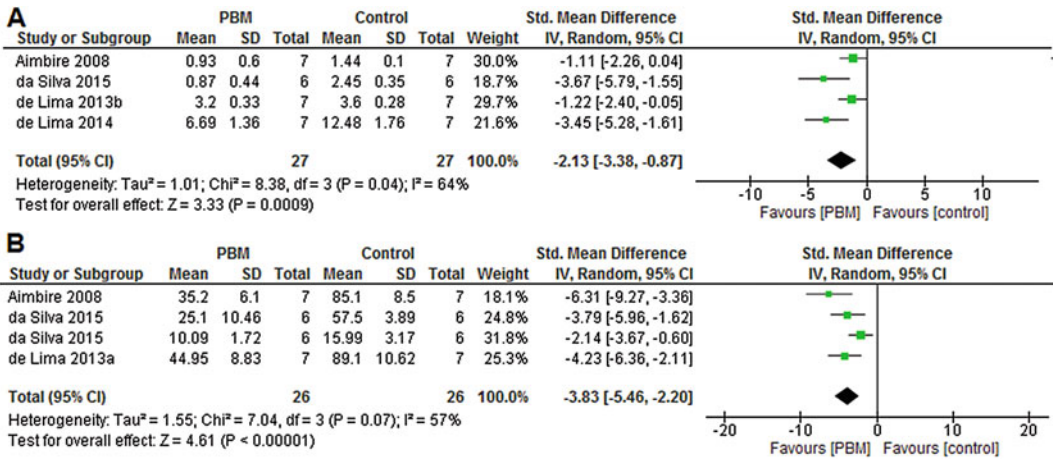 A
PBM Control Std. Mean Difference Std. Mean Difference
Study or Subgroup Mean SD Total Mean SD Total Weight IV, Random, 95% CI IV, Random, 95% CI
Aimbire 2008 0.93 0.6 7 1.44 0.1 7 30.0% -1.11 [-2.26, 0.04]
da Silva 2015 0.87 0.44 6 2.45 0.35 6 18.7% -3.67 [-5.79, -1.55]
de Lima 2013b 3.2 0.33 7 3.6 0.28 7 29.7% -1.22 [-2.40, -0.05]
de Lima 2014 6.69 1.36 7 12.48 1.76 7 21.6% -3.45 [-5.28, -1.61]
Total (95% CI) 27 27 100.0% -2.13 [-3.38, -0.87]
Heterogeneity: Tau² = 1.01; Chi² = 8.38, df = 3 (P = 0.04); I² = 64%
Test for overall effect: Z = 3.33 (P = 0.0009)
-10 -5 0 5 10
Favours [PBM] Favours [control]
B
PBM Control Std. Mean Difference Std. Mean Difference
Study or Subgroup Mean SD Total Mean SD Total Weight IV, Random, 95% CI IV, Random, 95% CI
Aimbire 2008 35.2 6.1 7 85.1 8.5 7 18.1% -6.31 [-9.27, -3.36]
da Silva 2015 25.1 10.46 6 57.5 3.89 6 24.8% -3.79 [-5.96, -1.62]
da Silva 2015 10.09 1.72 6 15.99 3.17 6 31.8% -2.14 [-3.67, -0.60]
de Lima 2013a 44.95 8.83 7 89.1 10.62 7 25.3% -4.23 [-6.36, -2.11]
Total (95% CI) 26 26 100.0% -3.83 [-5.46, -2.20]
Heterogeneity: Tau² = 1.55; Chi² = 7.04, df = 3 (P = 0.07); I² = 57%
Test for overall effect: Z = 4.61 (P < 0.00001)
-20 -10 0 10 20
Favours [PBM] Favours [control]